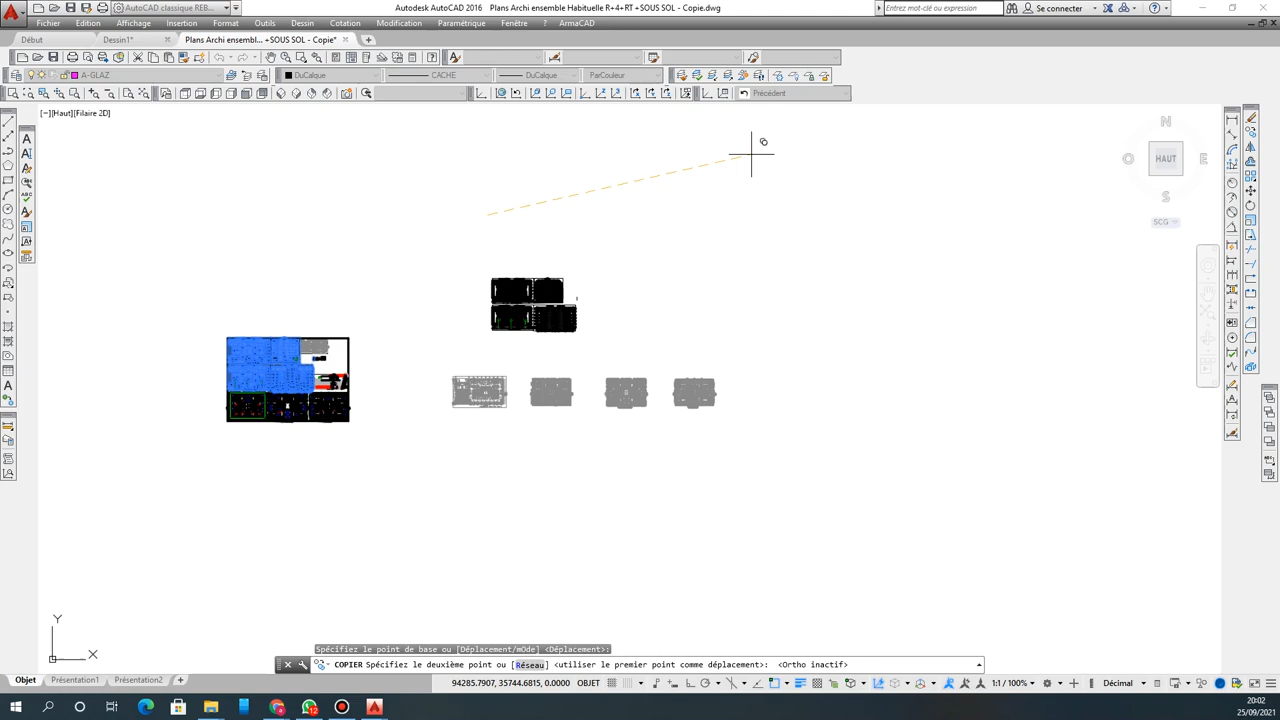 AutoCAD classique REB...
Autodesk AutoCAD 2016
Plans Archi ensemble Habituelle R+4+RT +SOUS SOL - Copie.dwg
Entrez mot-clé ou expression
Se connecter
Fichier Edition Affichage Insertion Format Outils Dessin Cotation Modification Paramétrique Fenêtre ? ArmaCAD
Début Dessin1* Plans Archi ensembl... +SOUS SOL - Copie*
A-GLAZ DuCalque CACHE DuCalque ParCouleur
Précédent
[−][Haut][Filaire 2D]
N
O HAUT E
S
SCG
Y
X
Spécifiez le point de base ou [Déplacement/mOde] <Déplacement>:
COPIER Spécifiez le deuxième point ou [Réseau] <utiliser le premier point comme déplacement>: <Ortho inactif>
Objet Présentation1 Présentation2 +
94285.7907, 35744.6815, 0.0000 OBJET 1:1 / 100% Décimal
20:02
25/09/2021